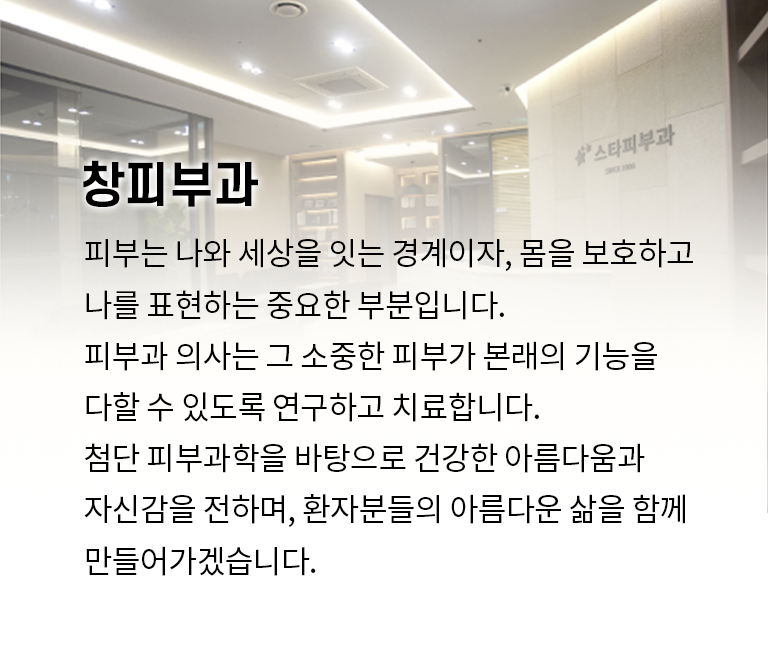 스타피부과
SINCE 1999
창피부과
피부는 나와 세상을 잇는 경계이자, 몸을 보호하고
나를 표현하는 중요한 부분입니다.
피부과 의사는 그 소중한 피부가 본래의 기능을
다할 수 있도록 연구하고 치료합니다.
첨단 피부과학을 바탕으로 건강한 아름다움과
자신감을 전하며, 환자분들의 아름다운 삶을 함께
만들어가겠습니다.